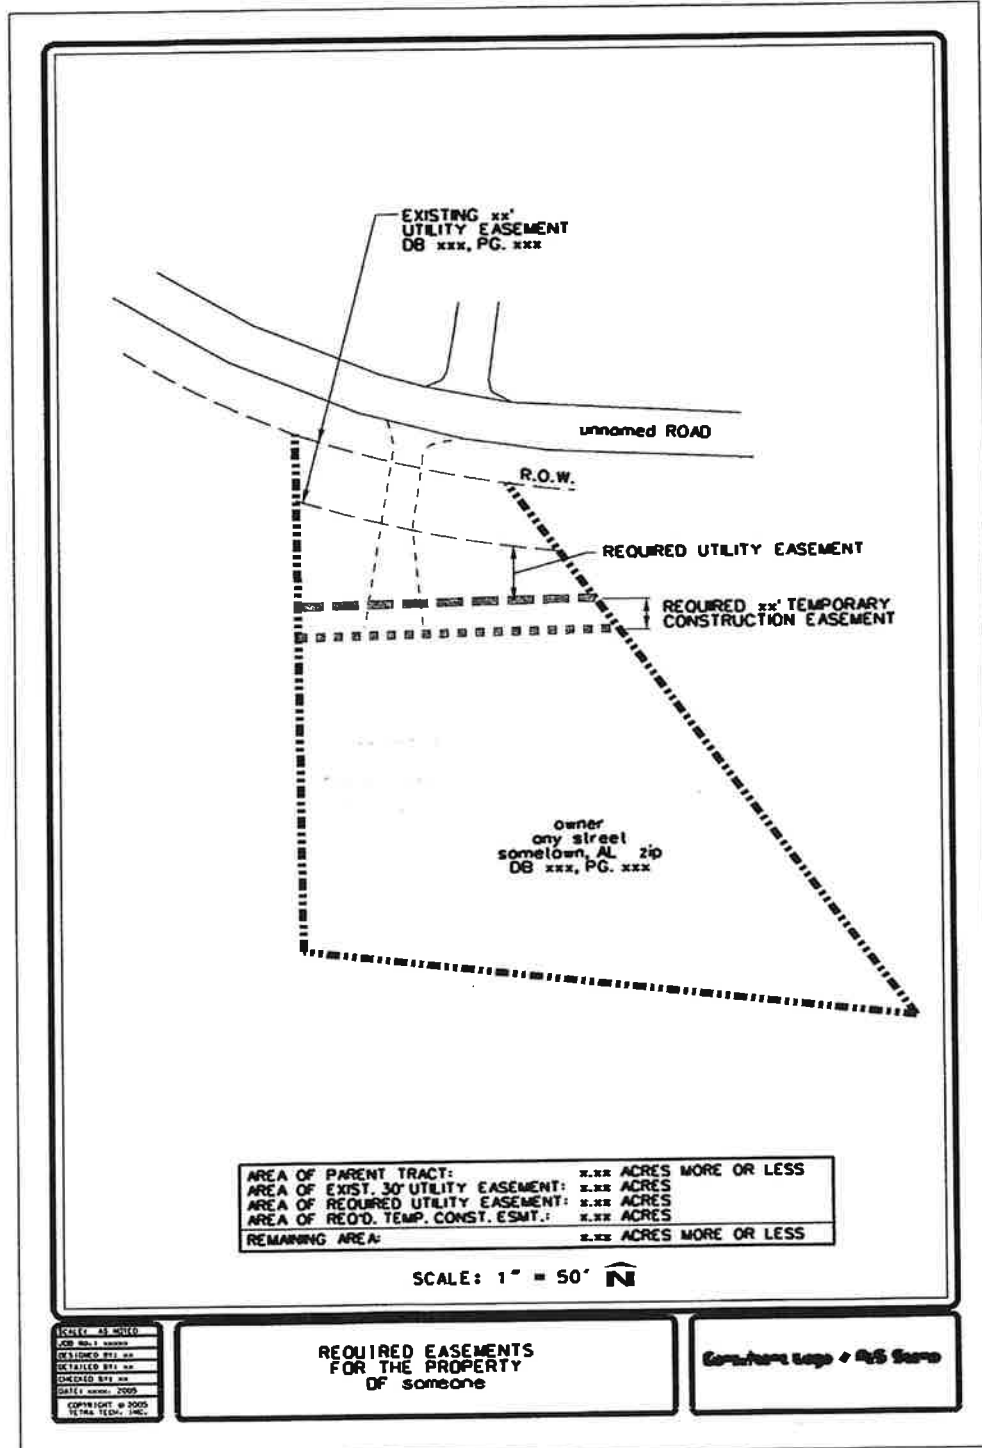 EXISTING xx'
UTILITY EASEMENT
DB xxx, PG. xxx
unnamed ROAD
R.O.W.
REQUIRED UTILITY EASEMENT
REQUIRED xx' TEMPORARY
CONSTRUCTION EASEMENT
owner
any street
sometown, AL zip
DB xxx, PG. xxx
AREA OF PARENT TRACT: x.xx ACRES MORE OR LESS
AREA OF EXIST. 30' UTILITY EASEMENT: x.xx ACRES
AREA OF REQUIRED UTILITY EASEMENT: x.xx ACRES
AREA OF REQ'D. TEMP. CONST. ESMT.: x.xx ACRES
REMAINING AREA: x.xx ACRES MORE OR LESS
SCALE: 1" = 50' N
SCALE: AS NOTED
JOB No.: xxxxx
DESIGNED BY: xx
DETAILED BY: xx
CHECKED BY: xx
DATE: xxxx, 2005
COPYRIGHT © 2005
TETRA TECH, INC.
REQUIRED EASEMENTS
FOR THE PROPERTY
OF someone
Logo